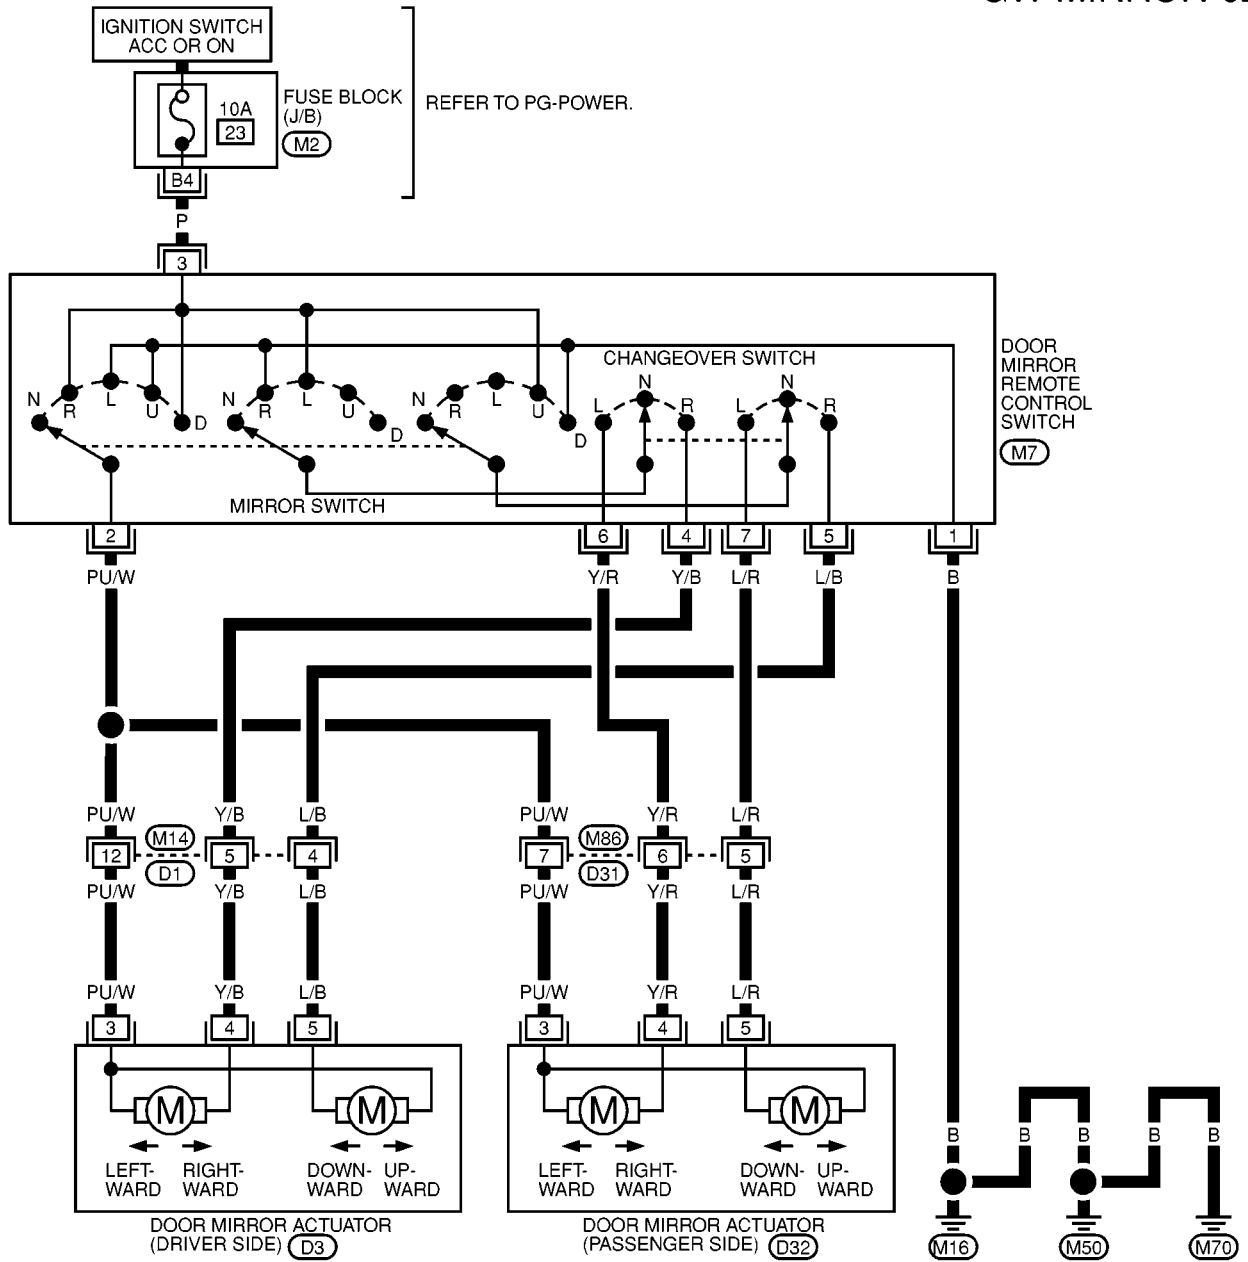 IGNITION SWITCH
ACC OR ON
10A
23
FUSE BLOCK
(J/B)
M2
REFER TO PG-POWER.
B4
P
3
N R L U D
N R L U D
N R L U D
CHANGEOVER SWITCH
L N R
L N R
MIRROR SWITCH
DOOR
MIRROR
REMOTE
CONTROL
SWITCH
M7
2 6 4 7 5 1
PU/W Y/R Y/B L/R L/B B
PU/W Y/B L/B PU/W Y/R L/R
M14 M86
12 5 4 7 6 5
D1 D31
PU/W Y/B L/B PU/W Y/R L/R
PU/W Y/B L/B PU/W Y/R L/R
3 4 5 3 4 5
M M M M
LEFT-
WARD
RIGHT-
WARD
DOWN-
WARD
UP-
WARD
LEFT-
WARD
RIGHT-
WARD
DOWN-
WARD
UP-
WARD
B B B B B
DOOR MIRROR ACTUATOR
(DRIVER SIDE) D3
DOOR MIRROR ACTUATOR
(PASSENGER SIDE) D32
M16 M50 M70